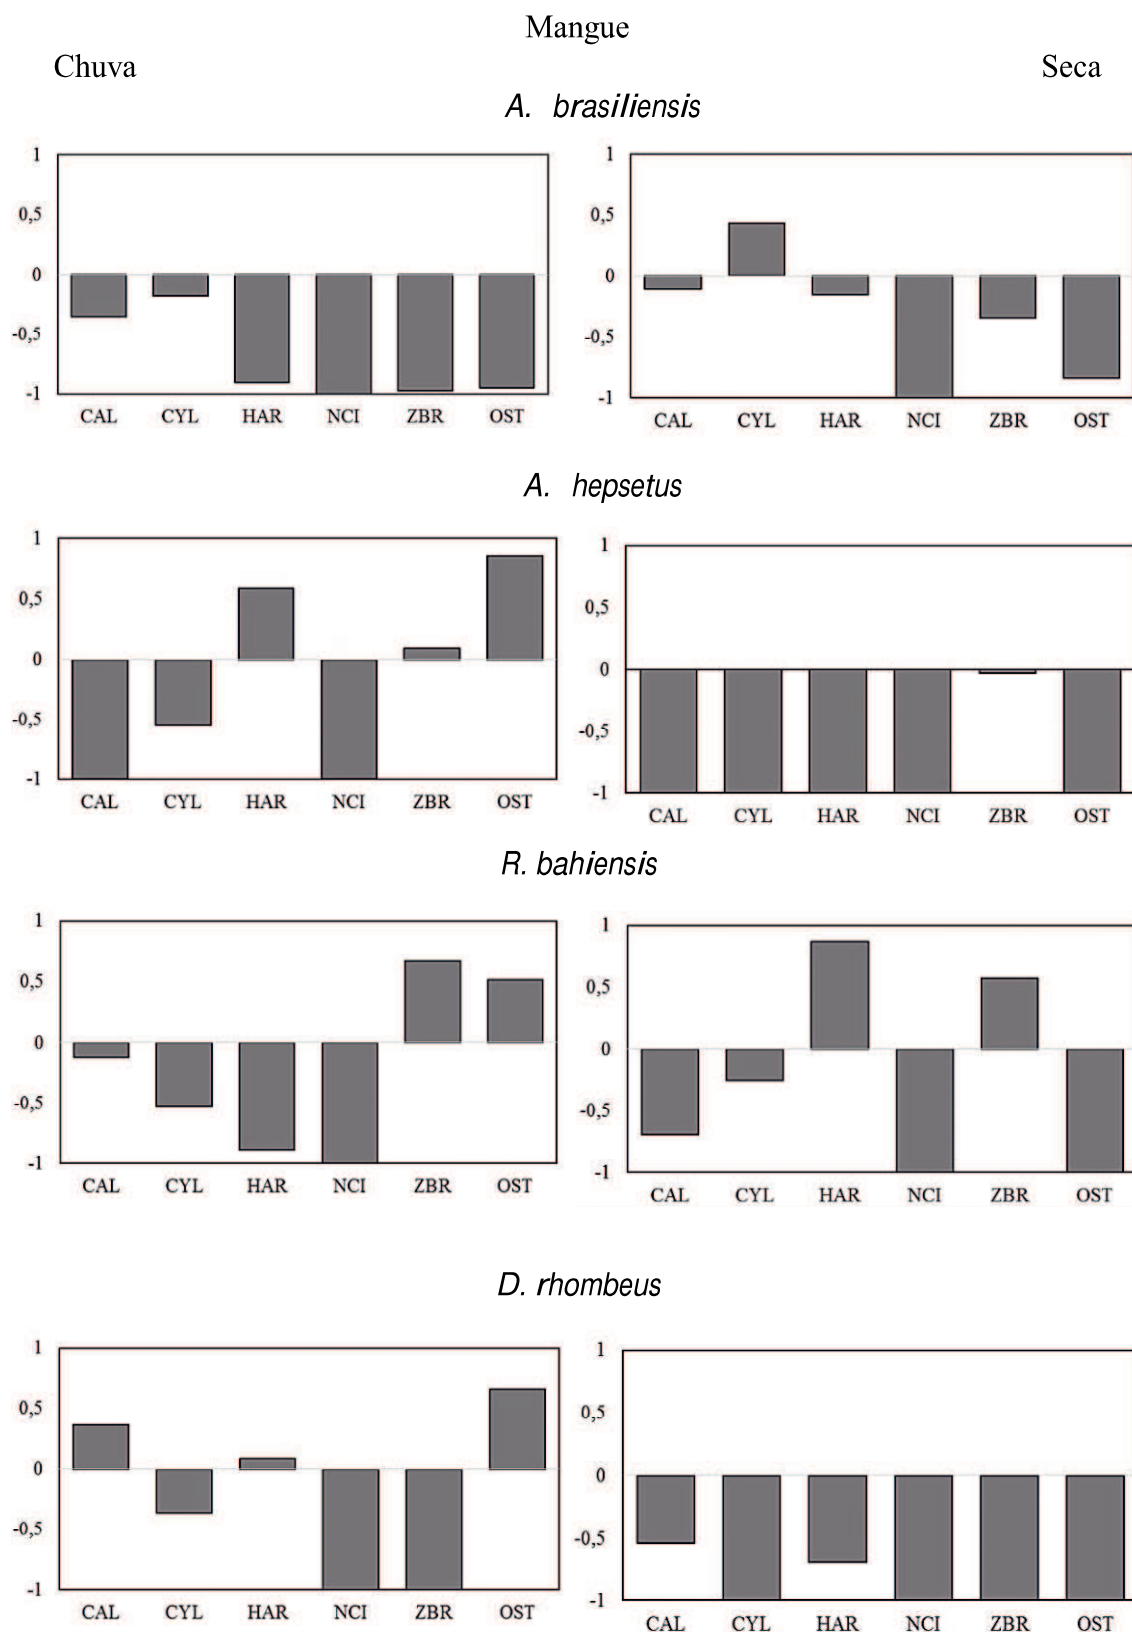 Mangue
Chuva Seca
A. brasiliensis
1 1
0,5 0,5
0 0
-0,5 -0,5
-1 -1
CAL CYL HAR NCI ZBR OST CAL CYL HAR NCI ZBR OST
A. hepsetus
1 1
0,5 0,5
0 0
-0,5 -0,5
-1 -1
CAL CYL HAR NCI ZBR OST CAL CYL HAR NCI ZBR OST
R. bahiensis
1 1
0,5 0,5
0 0
-0,5 -0,5
-1 -1
CAL CYL HAR NCI ZBR OST CAL CYL HAR NCI ZBR OST
D. rhombeus
1 1
0,5 0,5
0 0
-0,5 -0,5
-1 -1
CAL CYL HAR NCI ZBR OST CAL CYL HAR NCI ZBR OST